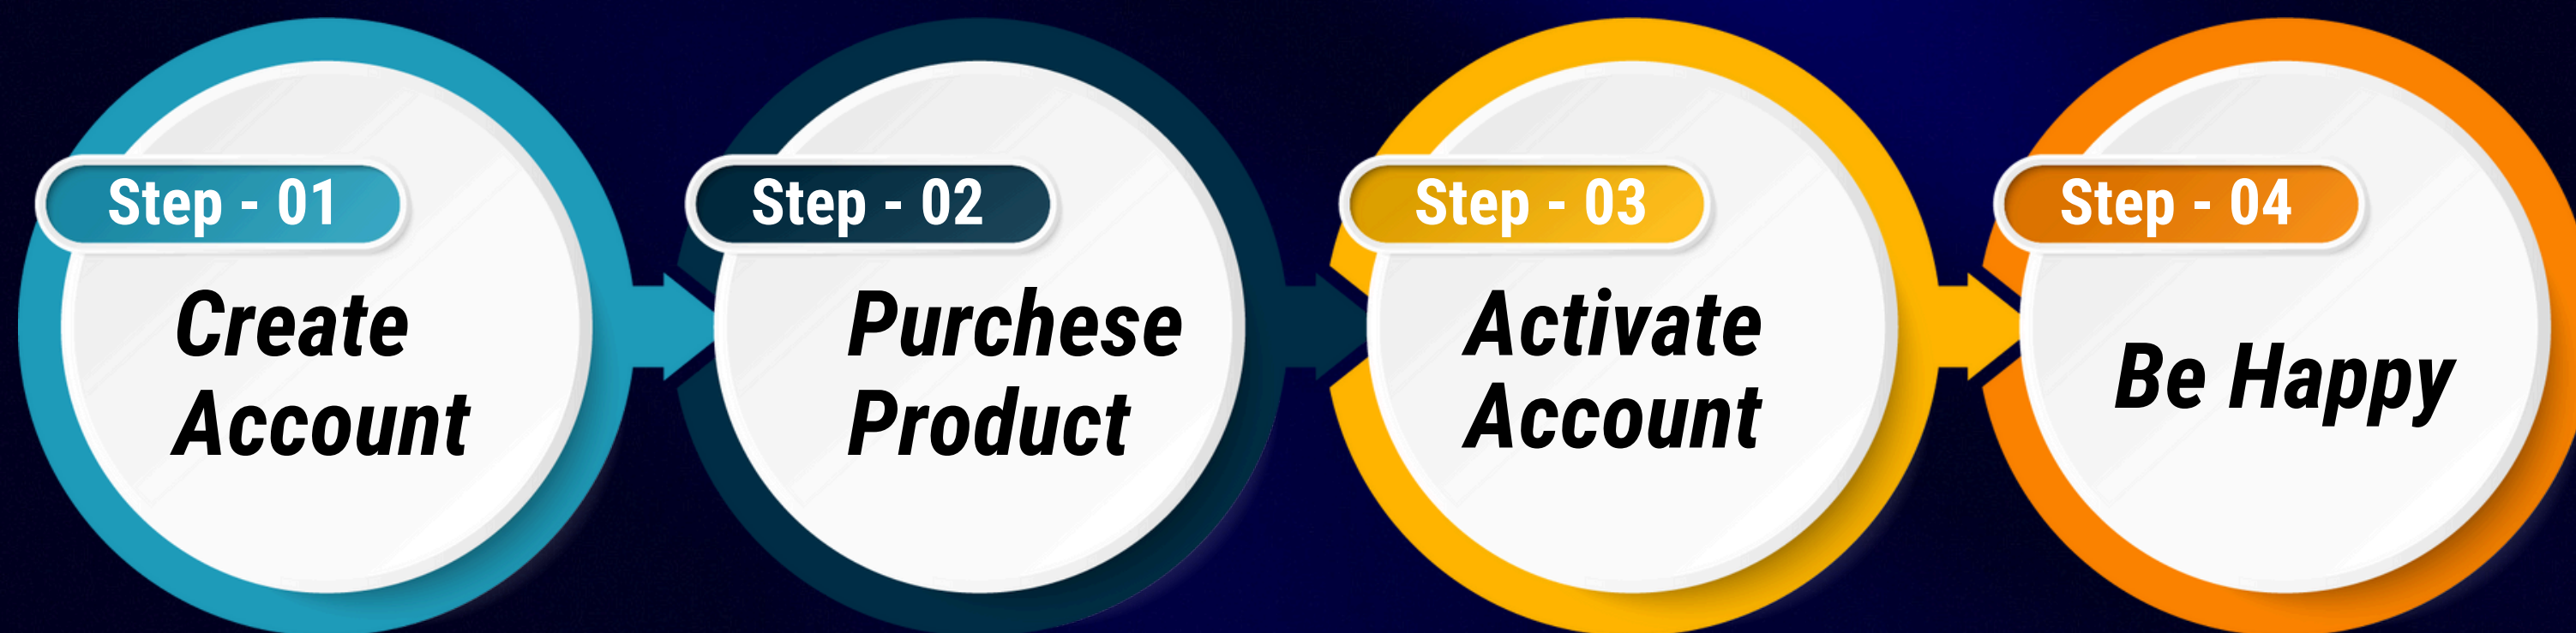 Step - 01
Create
Account
Step - 02
Purchese
Product
Step - 03
Activate
Account
Step - 04
Be Happy